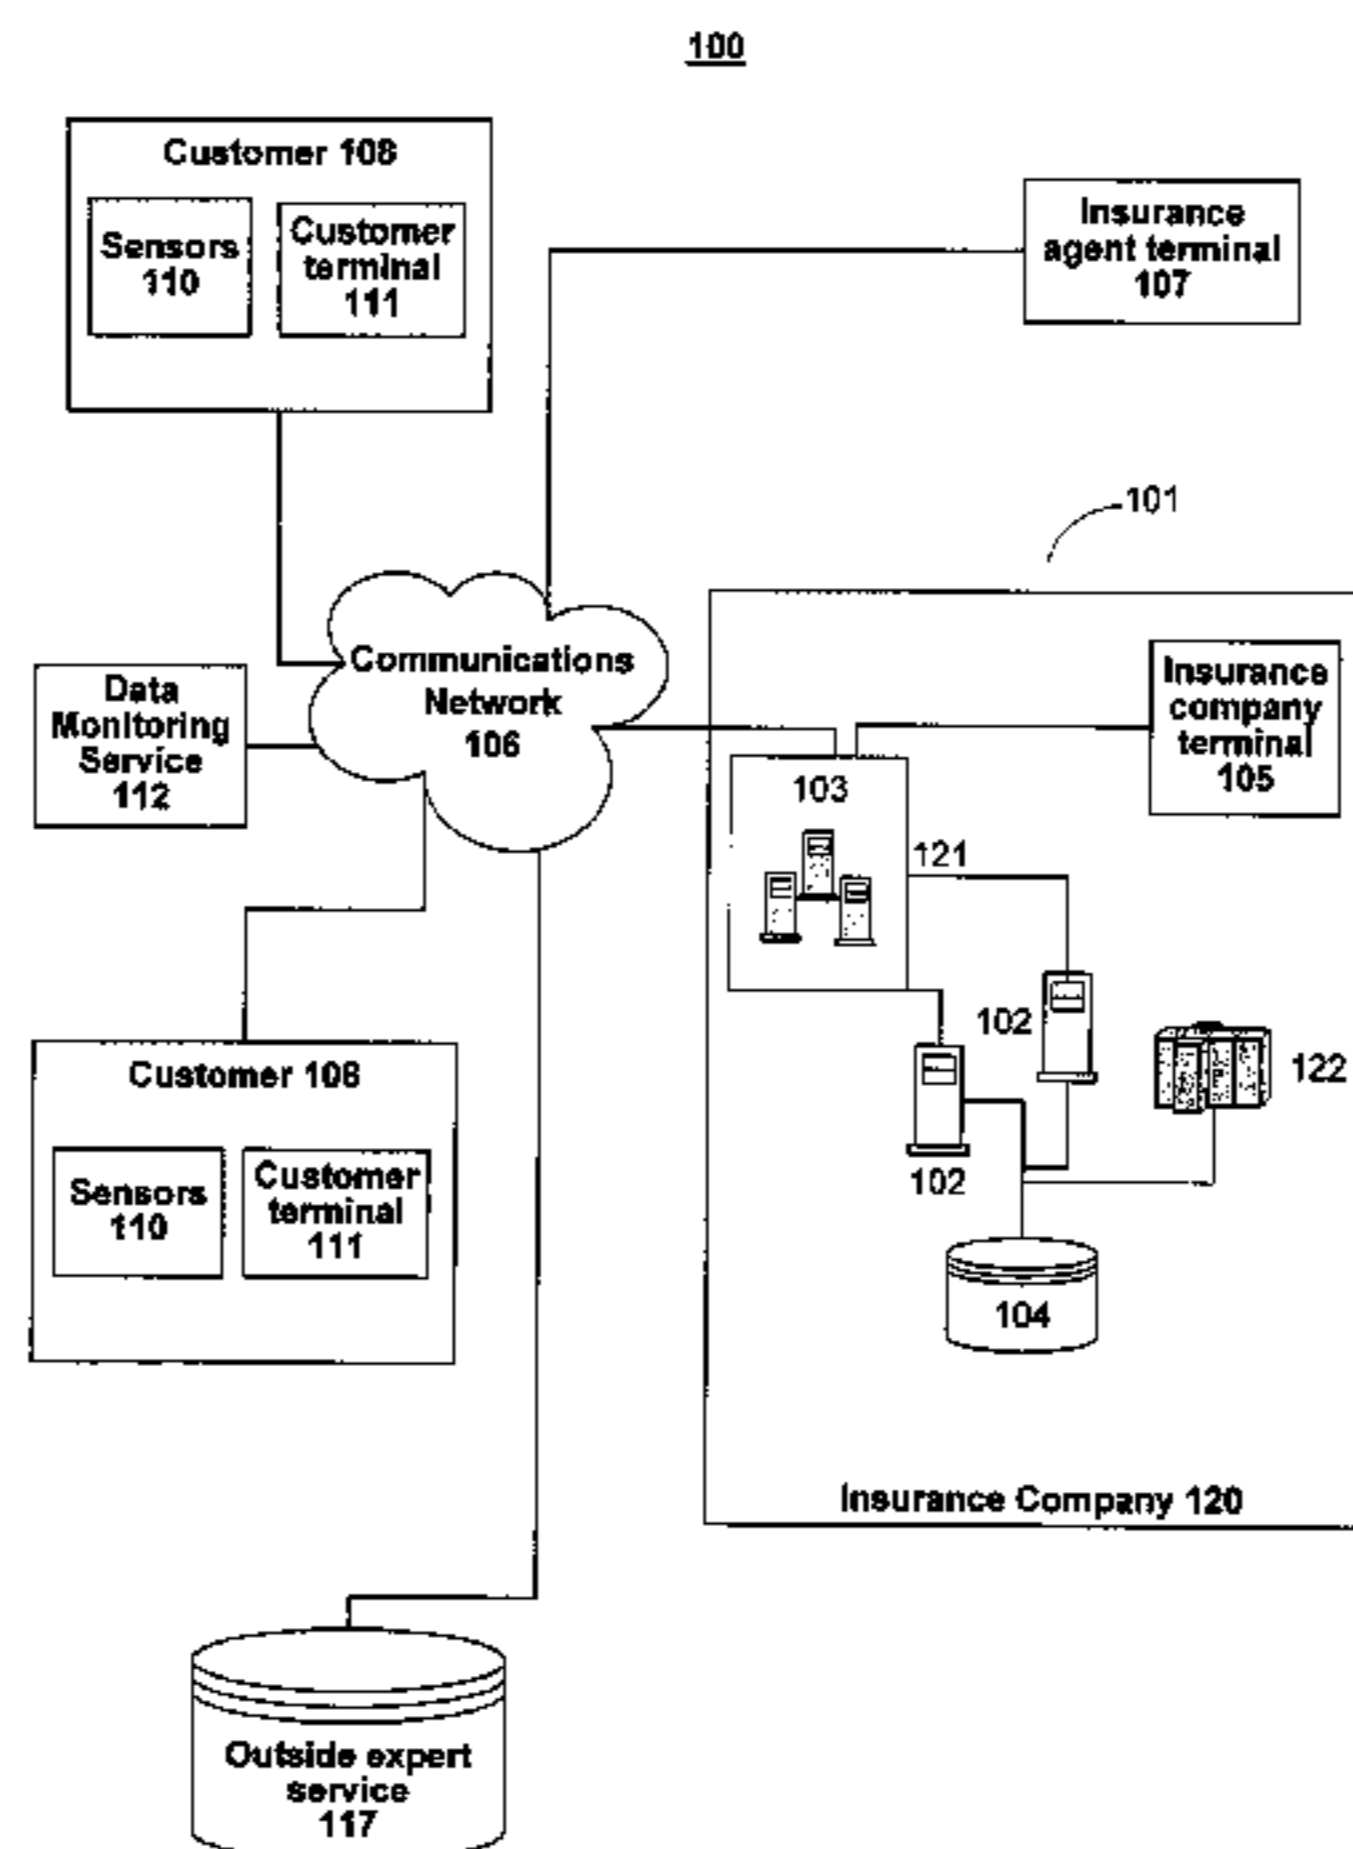 100
Customer 108
Sensors
110
Customer
terminal
111
Insurance
agent terminal
107
101
Communications
Network
106
Data
Monitoring
Service
112
Insurance
company
terminal
105
103
121
102
102
122
104
Customer 108
Sensors
110
Customer
terminal
111
Insurance Company 120
Outside expert
service
117